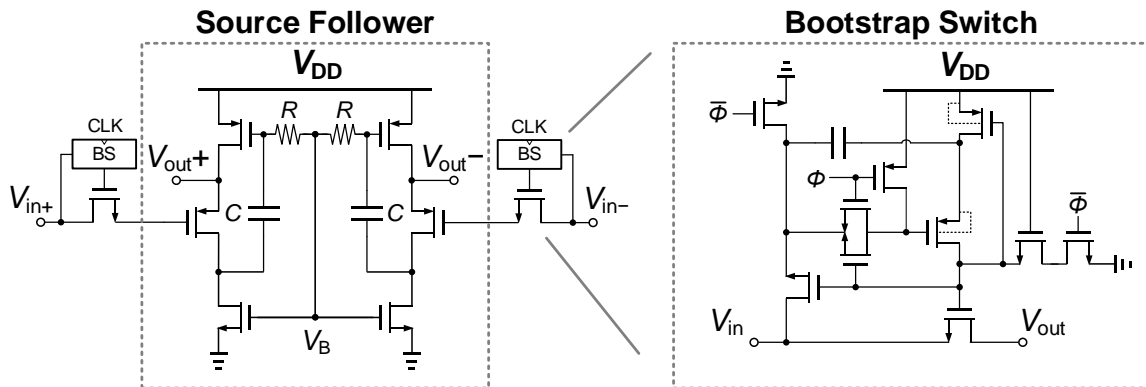 Source Follower
Bootstrap Switch
VDD
R
R
CLK
BS
Vout+
Vin+
C
C
Vout−
CLK
BS
Vin−
VB
VDD
Φ̅
Φ
Φ̅
Vin
Vout